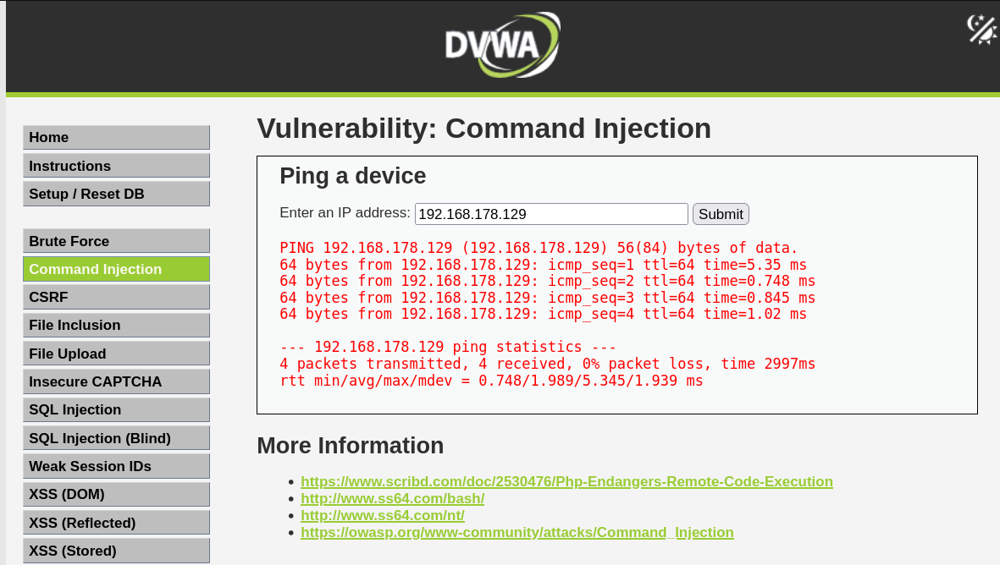 DVWA
Home
Instructions
Setup / Reset DB
Brute Force
Command Injection
CSRF
File Inclusion
File Upload
Insecure CAPTCHA
SQL Injection
SQL Injection (Blind)
Weak Session IDs
XSS (DOM)
XSS (Reflected)
XSS (Stored)
Vulnerability: Command Injection
Ping a device
Enter an IP address: 192.168.178.129 Submit
PING 192.168.178.129 (192.168.178.129) 56(84) bytes of data.
64 bytes from 192.168.178.129: icmp_seq=1 ttl=64 time=5.35 ms
64 bytes from 192.168.178.129: icmp_seq=2 ttl=64 time=0.748 ms
64 bytes from 192.168.178.129: icmp_seq=3 ttl=64 time=0.845 ms
64 bytes from 192.168.178.129: icmp_seq=4 ttl=64 time=1.02 ms
--- 192.168.178.129 ping statistics ---
4 packets transmitted, 4 received, 0% packet loss, time 2997ms
rtt min/avg/max/mdev = 0.748/1.989/5.345/1.939 ms
More Information
• https://www.scribd.com/doc/2530476/Php-Endangers-Remote-Code-Execution
• http://www.ss64.com/bash/
• http://www.ss64.com/nt/
• https://owasp.org/www-community/attacks/Command_Injection